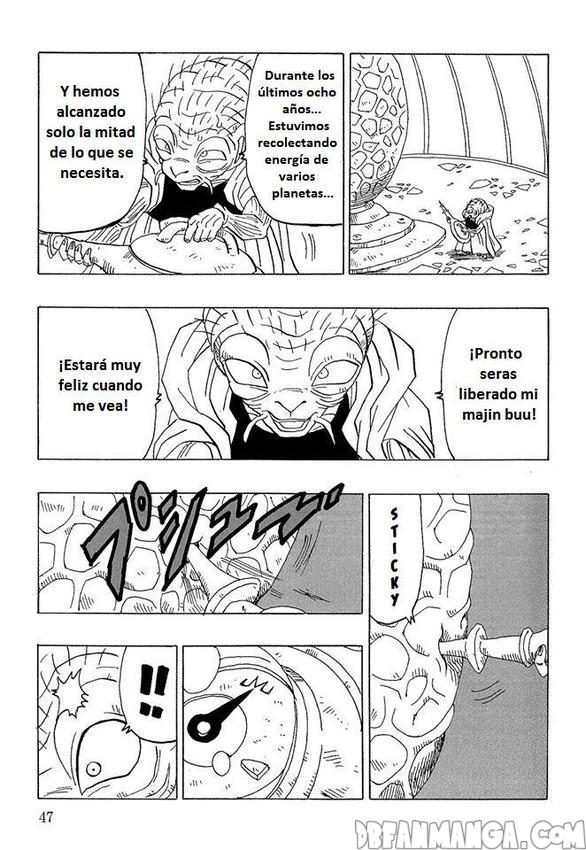 Durante los
últimos ocho
años...
Estuvimos
recolectando
energía de
varios
planetas...
Y hemos
alcanzado
solo la mitad
de lo que se
necesita.
¡Pronto
seras
liberado mi
majin buu!
¡Estará muy
feliz cuando
me vea!
STICKY
プシュー
!!
47
DBFANMANGA.COM